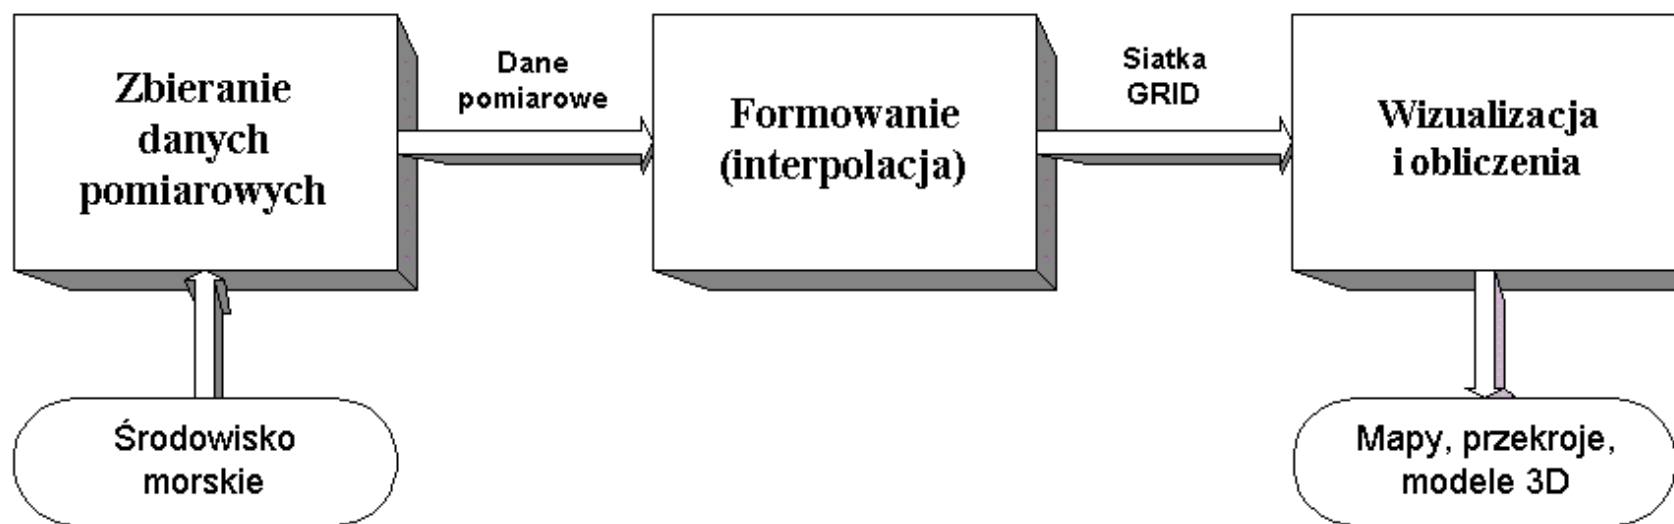 Zbieranie
danych
pomiarowych
Dane
pomiarowe
Formowanie
(interpolacja)
Siatka
GRID
Wizualizacja
i obliczenia
Środowisko
morskie
Mapy, przekroje,
modele 3D